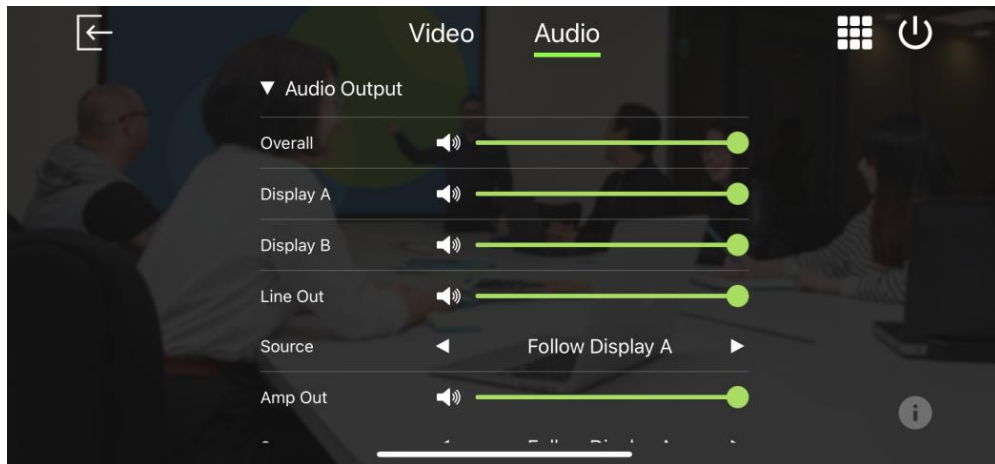 Video Audio
▼ Audio Output
Overall
Display A
Display B
Line Out
Source ◀ Follow Display A ▶
Amp Out